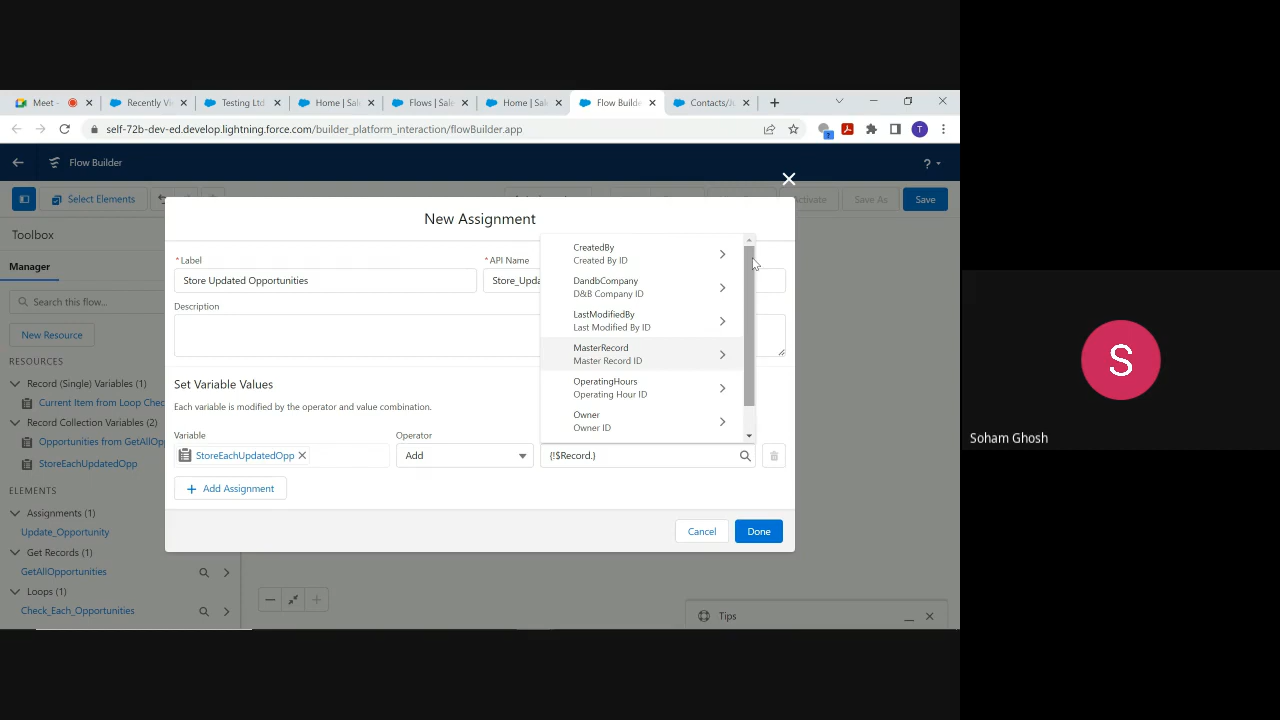 Meet -
Recently Vi
Testing Ltd
Home | Sale
Flows | Sale
Home | Sale
Flow Builde
Contacts/Ju
self-72b-dev-ed.develop.lightning.force.com/builder_platform_interaction/flowBuilder.app
T
Flow Builder
?
Select Elements
Activate
Save As
Save
New Assignment
Toolbox
Manager
Search this flow...
New Resource
RESOURCES
Record (Single) Variables (1)
Current Item from Loop Chec
Record Collection Variables (2)
Opportunities from GetAllOpp
StoreEachUpdatedOpp
ELEMENTS
Assignments (1)
Update_Opportunity
Get Records (1)
GetAllOpportunities
Loops (1)
Check_Each_Opportunities
* Label
Store Updated Opportunities
* API Name
Store_Upda
Description
Set Variable Values
Each variable is modified by the operator and value combination.
Variable
StoreEachUpdatedOpp
Operator
Add
CreatedBy
Created By ID
DandbCompany
D&B Company ID
LastModifiedBy
Last Modified By ID
MasterRecord
Master Record ID
OperatingHours
Operating Hour ID
Owner
Owner ID
{!$Record.}
Add Assignment
Cancel
Done
Tips
S
Soham Ghosh